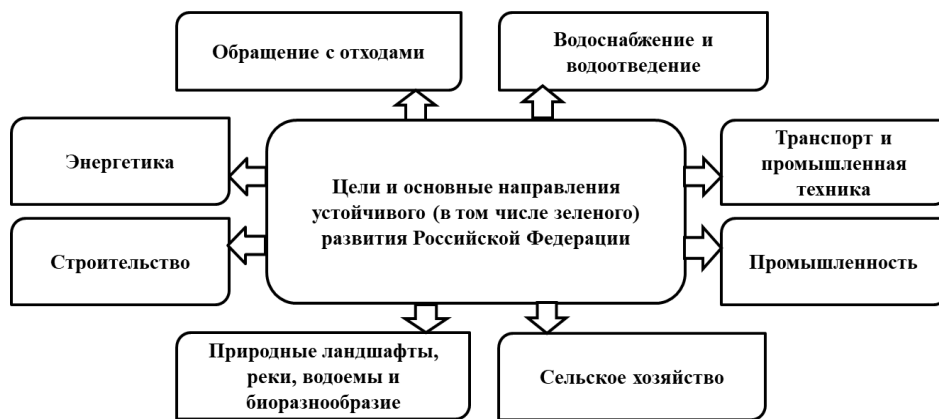 Обращение с отходами
Водоснабжение и
водоотведение
Энергетика
Транспорт и
промышленная
техника
Цели и основные направления
устойчивого (в том числе зеленого)
развития Российской Федерации
Строительство
Промышленность
Природные ландшафты,
реки, водоемы и
биоразнообразие
Сельское хозяйство